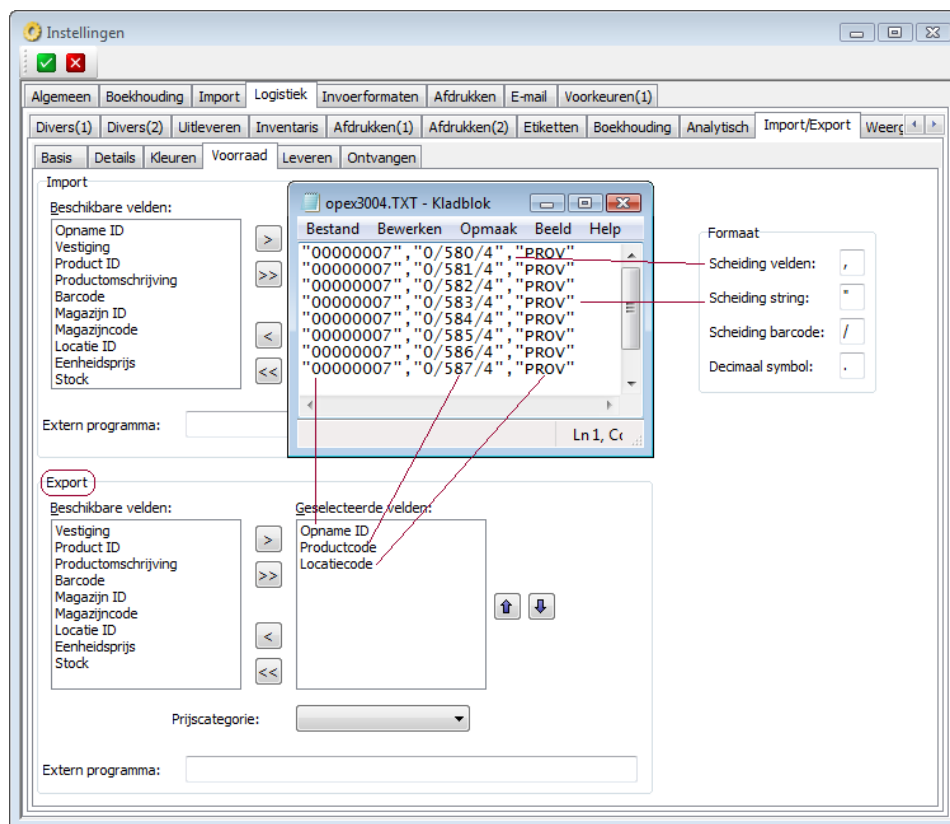 Instellingen
Algemeen Boekhouding Import Logistiek Invoerformaten Afdrukken E-mail Voorkeuren(1)
Divers(1) Divers(2) Uitleveren Inventaris Afdrukken(1) Afdrukken(2) Etiketten Boekhouding Analytisch Import/Export Weerg
Basis Details Kleuren Voorraad Leveren Ontvangen
Import
Beschikbare velden:
Opname ID
Vestiging
Product ID
Productomschrijving
Barcode
Magazijn ID
Magazijncode
Locatie ID
Eenheidsprijs
Stock
>
>>
<
<<
Extern programma:
opex3004.TXT - Kladblok
Bestand Bewerken Opmaak Beeld Help
"00000007","0/580/4","PROV"
"00000007","0/581/4","PROV"
"00000007","0/582/4","PROV"
"00000007","0/583/4","PROV"
"00000007","0/584/4","PROV"
"00000007","0/585/4","PROV"
"00000007","0/586/4","PROV"
"00000007","0/587/4","PROV"
Ln 1, Cc
Formaat
Scheiding velden: ,
Scheiding string: "
Scheiding barcode: /
Decimaal symbol: .
Export
Beschikbare velden:
Vestiging
Product ID
Productomschrijving
Barcode
Magazijn ID
Magazijncode
Locatie ID
Eenheidsprijs
Stock
>
>>
<
<<
Geselecteerde velden:
Opname ID
Productcode
Locatiecode
Prijscategorie:
Extern programma: